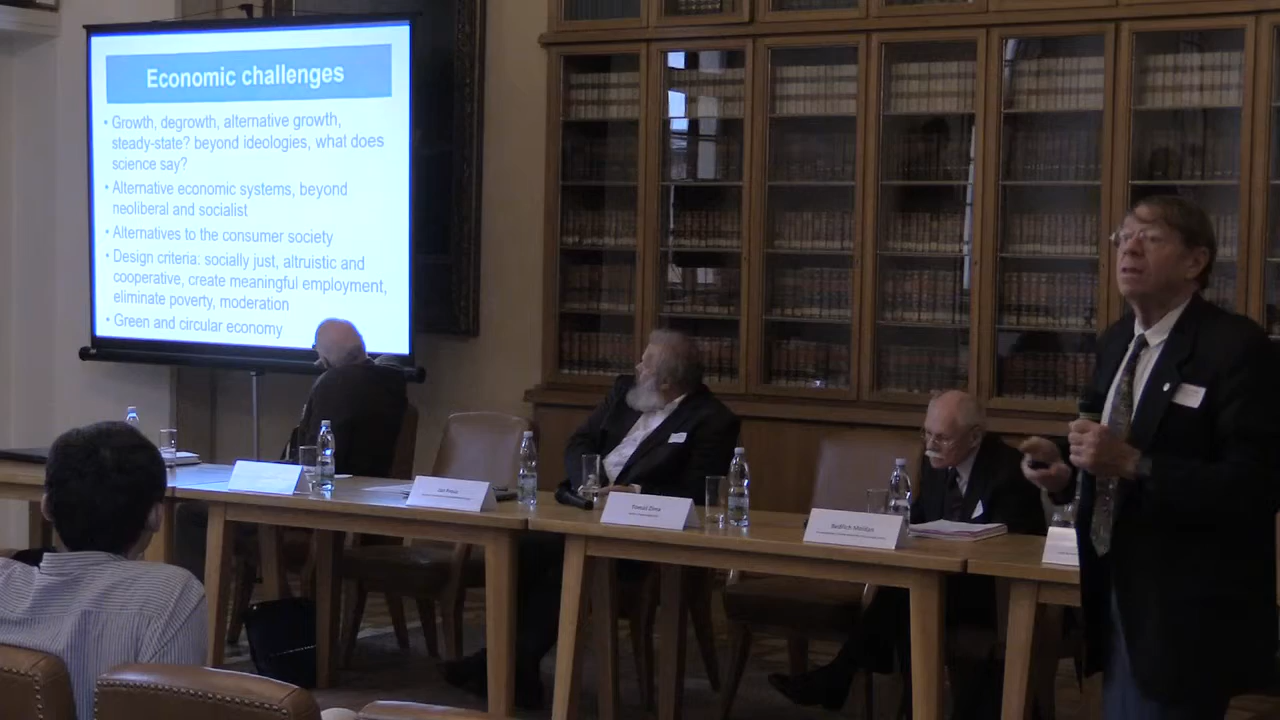 Economic challenges
• Growth, degrowth, alternative growth,
steady-state? beyond ideologies, what does
science say?
• Alternative economic systems, beyond
neoliberal and socialist
• Alternatives to the consumer society
• Design criteria: socially just, altruistic and
cooperative, create meaningful employment,
eliminate poverty, moderation
• Green and circular economy
Bedřich Moldan